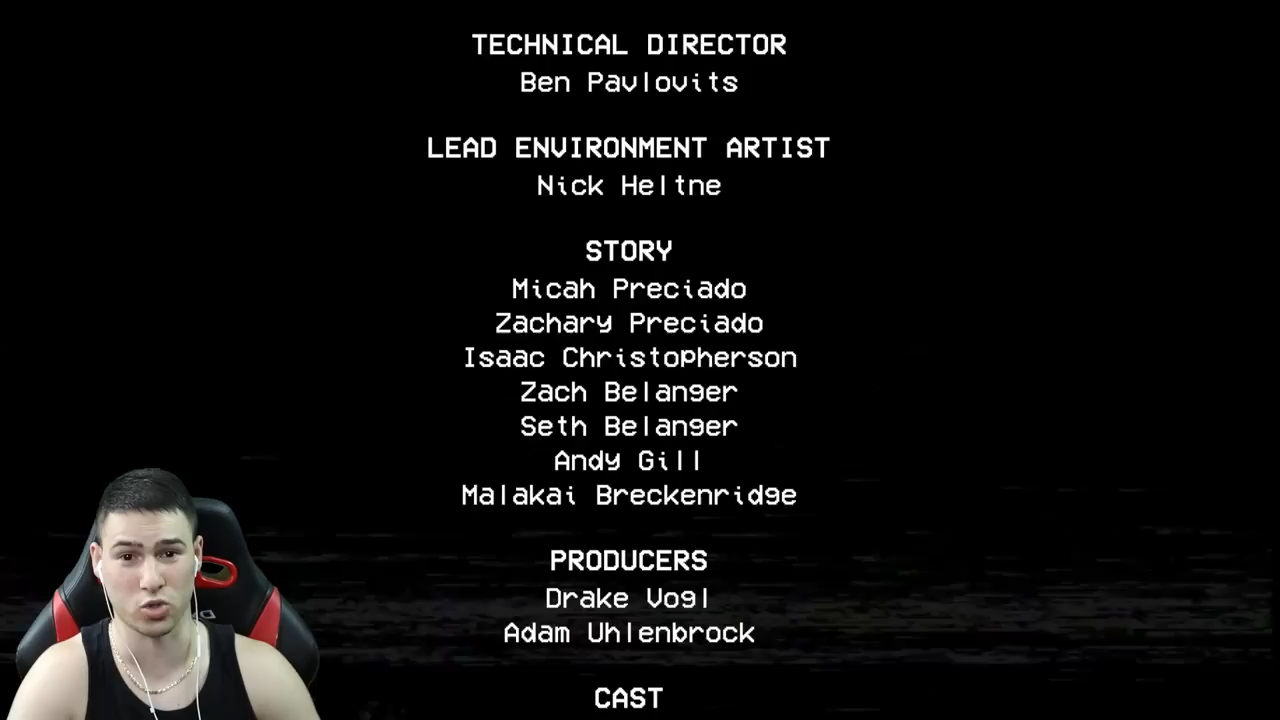 TECHNICAL DIRECTOR
Ben Pavlovits
LEAD ENVIRONMENT ARTIST
Nick Heltne
STORY
Micah Preciado
Zachary Preciado
Isaac Christopherson
Zach Belanger
Seth Belanger
Andy Gill
Malakai Breckenridge
PRODUCERS
Drake Vogl
Adam Uhlenbrock
CAST